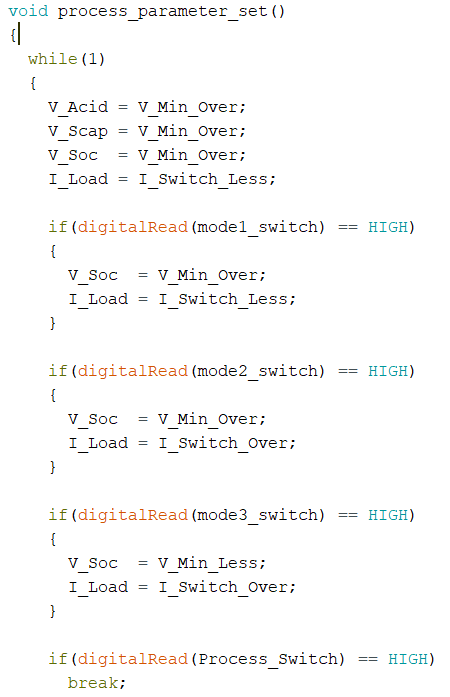 void process_parameter_set()
{
  while(1)
  {
    V_Acid = V_Min_Over;
    V_Scap = V_Min_Over;
    V_Soc  = V_Min_Over;
    I_Load = I_Switch_Less;

    if(digitalRead(mode1_switch) == HIGH)
    {
      V_Soc  = V_Min_Over;
      I_Load = I_Switch_Less;
    }

    if(digitalRead(mode2_switch) == HIGH)
    {
      V_Soc  = V_Min_Over;
      I_Load = I_Switch_Over;
    }

    if(digitalRead(mode3_switch) == HIGH)
    {
      V_Soc  = V_Min_Less;
      I_Load = I_Switch_Over;
    }

    if(digitalRead(Process_Switch) == HIGH)
      break;